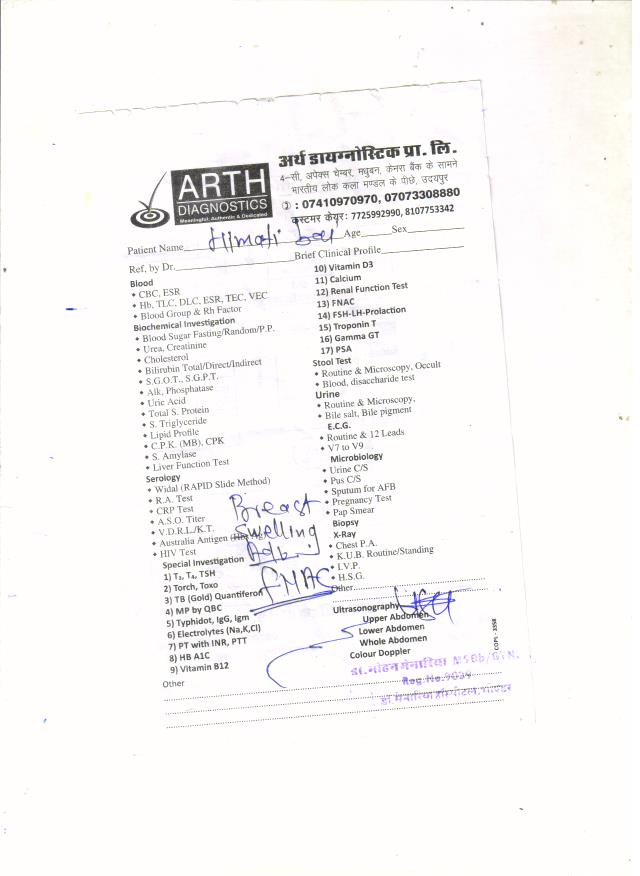 ARTH
DIAGNOSTICS
Meaningful, Authentic & Dedicated
अर्थ डायग्नोस्टिक प्रा. लि.
4-सी, अपेक्स चेम्बर, मधुबन, केनरा बैंक के सामने
भारतीय लोक कला मण्डल के पीछे, उदयपुर
: 07410970970, 07073308880
कस्टमर केयर: 7725992990, 8107753342
Patient Name Age Sex
Ref, by Dr. Brief Clinical Profile
Blood
CBC, ESR
Hb, TLC, DLC, ESR, TEC, VEC
Blood Group & Rh Factor
Biochemical Investigation
Blood Sugar Fasting/Random/P.P.
Urea, Creatinine
Cholesterol
Bilirubin Total/Direct/Indirect
S.G.O.T., S.G.P.T.
Alk, Phosphatase
Uric Acid
Total S. Protein
S. Triglyceride
Lipid Profile
C.P.K. (MB), CPK
S. Amylase
Liver Function Test
Serology
Widal (RAPID Slide Method)
R.A. Test
CRP Test
A.S.O. Titer
V.D.R.L./K.T.
Australia Antigen
HIV Test
Special Investigation
1) T₃, T₄, TSH
2) Torch, Toxo
3) TB (Gold) Quantiferon
4) MP by QBC
5) Typhidot, IgG, Igm
6) Electrolytes (Na,K,Cl)
7) PT with INR, PTT
8) HB A1C
9) Vitamin B12
Other
10) Vitamin D3
11) Calcium
12) Renal Function Test
13) FNAC
14) FSH-LH-Prolaction
15) Troponin T
16) Gamma GT
17) PSA
Stool Test
Routine & Microscopy, Occult
Blood, disaccharide test
Urine
Routine & Microscopy,
Bile salt, Bile pigment
E.C.G.
Routine & 12 Leads
V7 to V9
Microbiology
Urine C/S
Pus C/S
Sputum for AFB
Pregnancy Test
Pap Smear
Biopsy
X-Ray
Chest P.A.
K.U.B. Routine/Standing
I.V.P.
H.S.G.
Other
Ultrasonography
Upper Abdomen
Lower Abdomen
Whole Abdomen
Colour Doppler
Breast
Swelling
FNAC
COPL - 3558
डा. मोहन मेनारिया MSBb/GYN.
Reg No. 9034